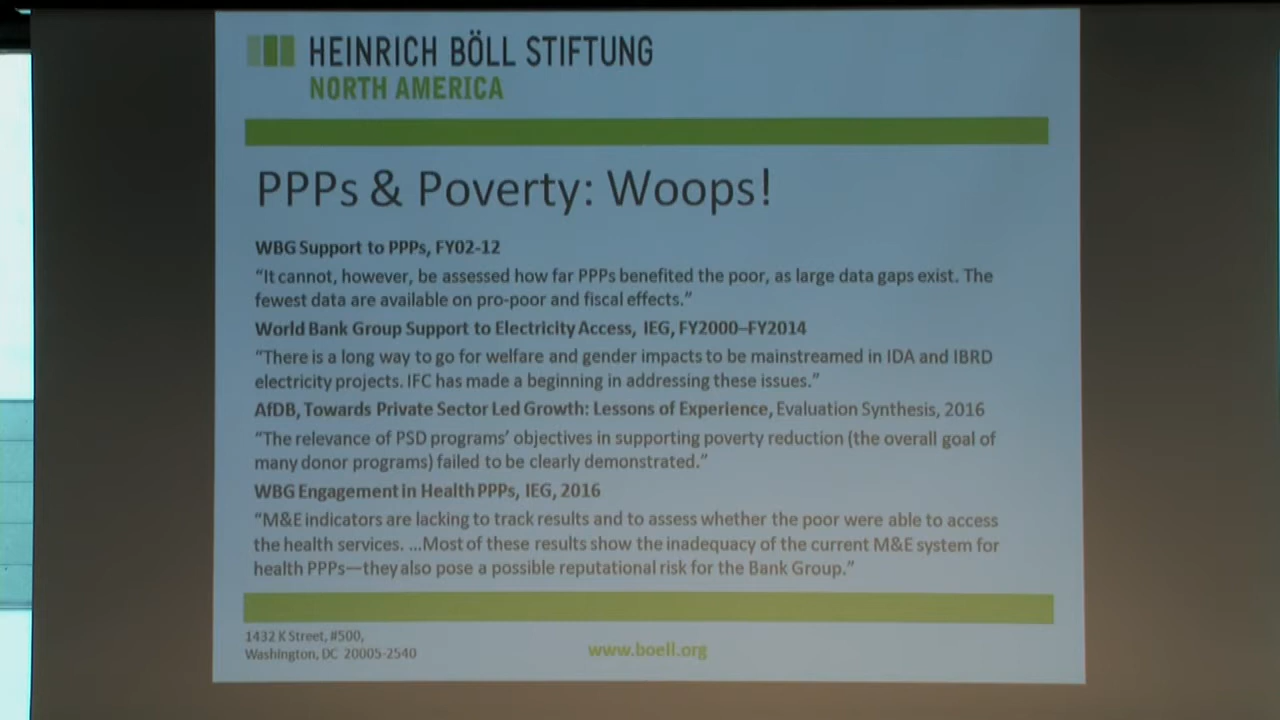 HEINRICH BÖLL STIFTUNG
NORTH AMERICA
PPPs & Poverty: Woops!
WBG Support to PPPs, FY02-12
“It cannot, however, be assessed how far PPPs benefited the poor, as large data gaps exist. The
fewest data are available on pro-poor and fiscal effects.”
World Bank Group Support to Electricity Access, IEG, FY2000–FY2014
“There is a long way to go for welfare and gender impacts to be mainstreamed in IDA and IBRD
electricity projects. IFC has made a beginning in addressing these issues.”
AfDB, Towards Private Sector Led Growth: Lessons of Experience, Evaluation Synthesis, 2016
“The relevance of PSD programs’ objectives in supporting poverty reduction (the overall goal of
many donor programs) failed to be clearly demonstrated.”
WBG Engagement in Health PPPs, IEG, 2016
“M&E indicators are lacking to track results and to assess whether the poor were able to access
the health services. …Most of these results show the inadequacy of the current M&E system for
health PPPs—they also pose a possible reputational risk for the Bank Group.”
1432 K Street, #500,
Washington, DC 20005-2540
www.boell.org